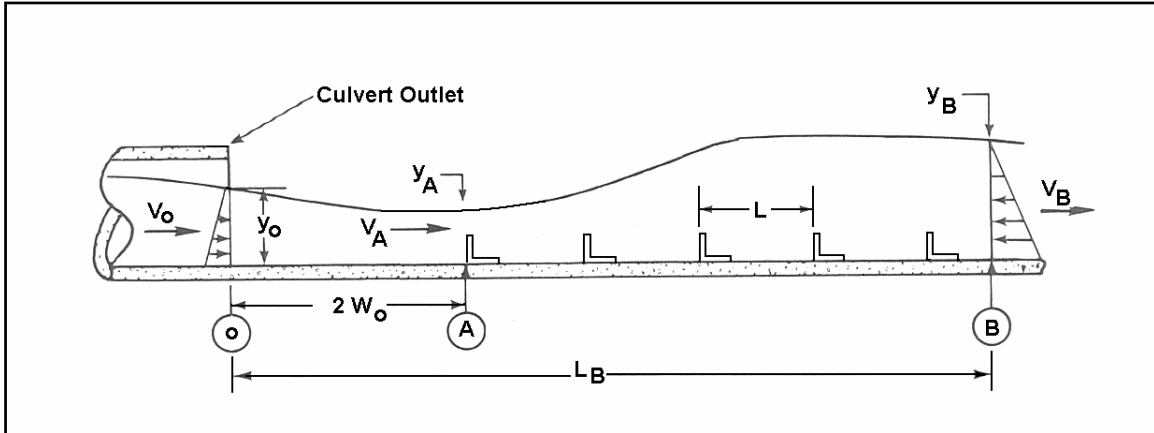 Culvert Outlet
y_B
y_A
V_o
y_o
V_A
L
V_B
2 W_o
o
A
B
L_B